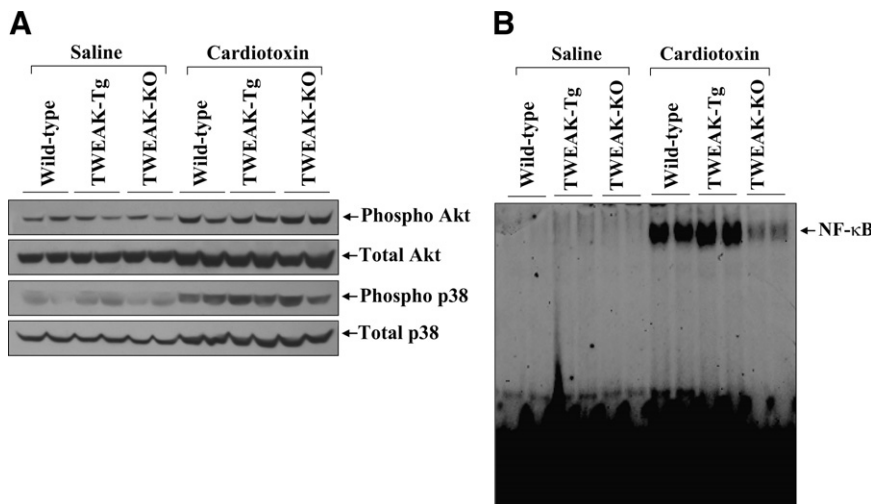 A
Saline
Cardiotoxin
Wild-type
TWEAK-Tg
TWEAK-KO
Wild-type
TWEAK-Tg
TWEAK-KO
Phospho Akt
Total Akt
Phospho p38
Total p38
B
Saline
Cardiotoxin
Wild-type
TWEAK-Tg
TWEAK-KO
Wild-type
TWEAK-Tg
TWEAK-KO
NF-κB